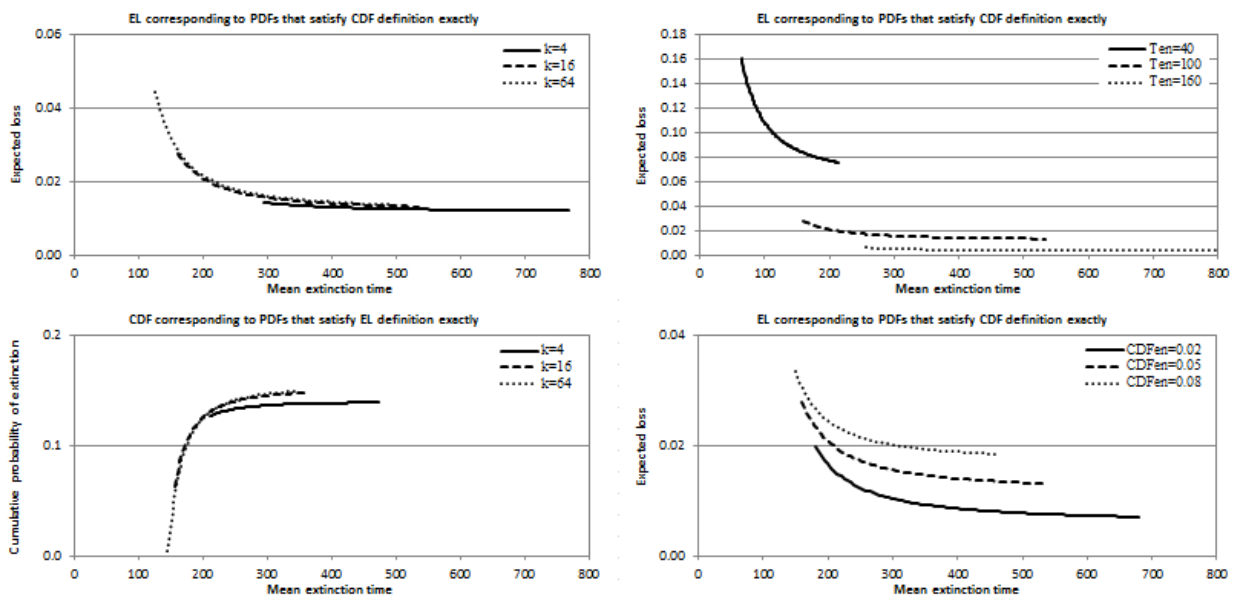 EL corresponding to PDFs that satisfy CDF definition exactly
0.06
0.04
0.02
0.00
Expected loss
k=4
k=16
k=64
0 100 200 300 400 500 600 700 800
Mean extinction time
EL corresponding to PDFs that satisfy CDF definition exactly
0.18
0.16
0.14
0.12
0.10
0.08
0.06
0.04
0.02
0.00
Expected loss
Ten=40
Ten=100
Ten=160
0 100 200 300 400 500 600 700 800
Mean extinction time
CDF corresponding to PDFs that satisfy EL definition exactly
0.2
0.1
0.0
Cumulative probability of extinction
k=4
k=16
k=64
0 100 200 300 400 500 600 700 800
Mean extinction time
EL corresponding to PDFs that satisfy CDF definition exactly
0.04
0.02
0.00
Expected loss
CDFen=0.02
CDFen=0.05
CDFen=0.08
0 100 200 300 400 500 600 700 800
Mean extinction time